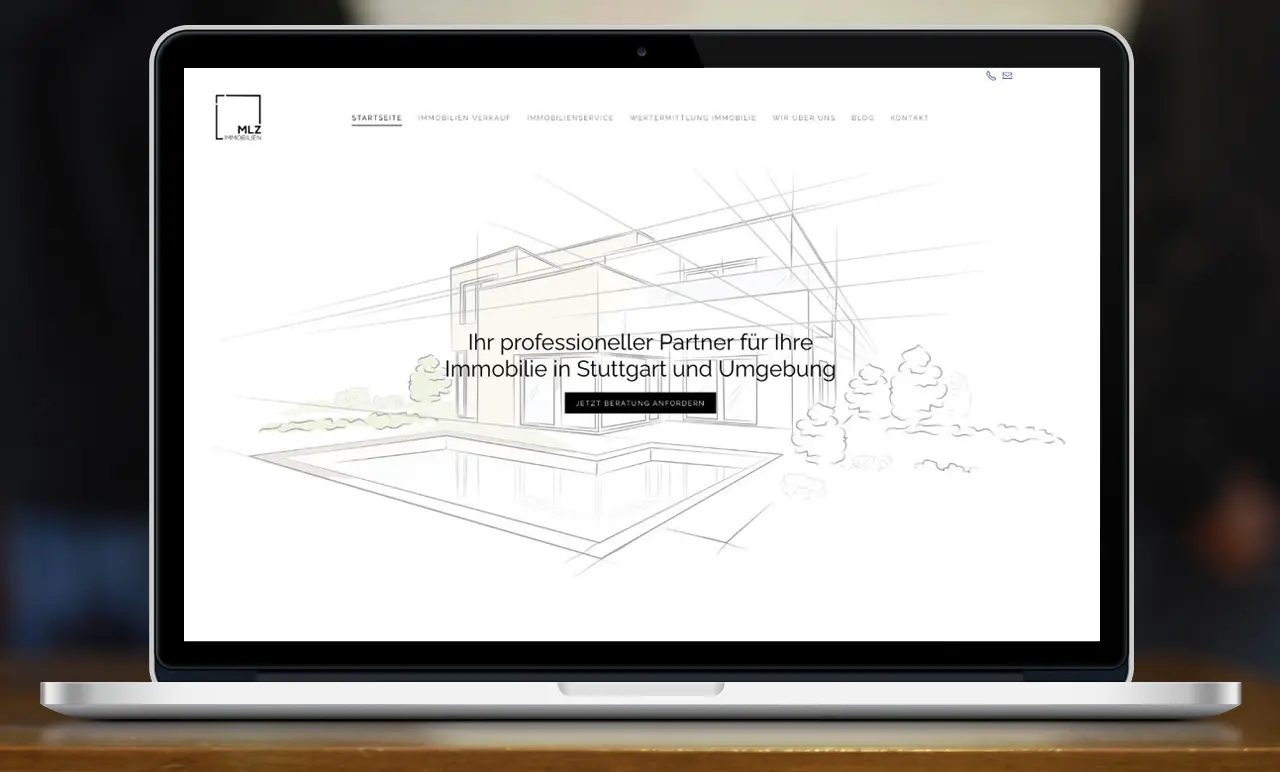 MLZ
IMMOBILIEN
STARTSEITE IMMOBILIEN VERKAUF IMMOBILIENSERVICE WERTERMITTLUNG IMMOBILIE WIR ÜBER UNS BLOG KONTAKT
Ihr professioneller Partner für Ihre
Immobilie in Stuttgart und Umgebung
JETZT BERATUNG ANFORDERN